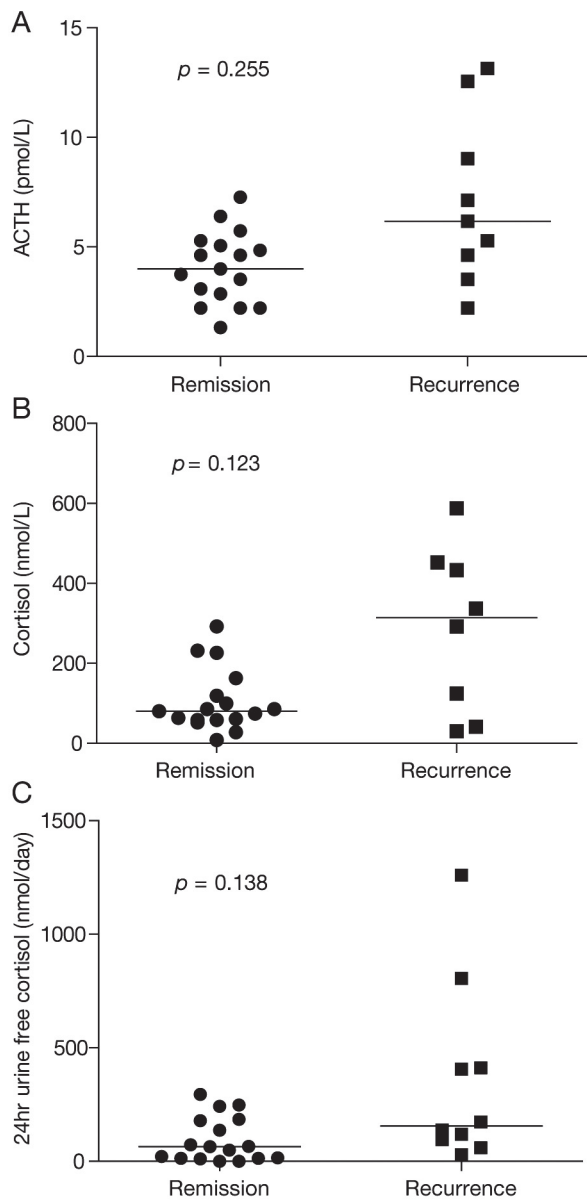 A
15
p = 0.255
10
ACTH (pmol/L)
5
0
Remission Recurrence
B
800
p = 0.123
600
Cortisol (nmol/L)
400
200
0
Remission Recurrence
C
1500
p = 0.138
1000
24hr urine free cortisol (nmol/day)
500
0
Remission Recurrence